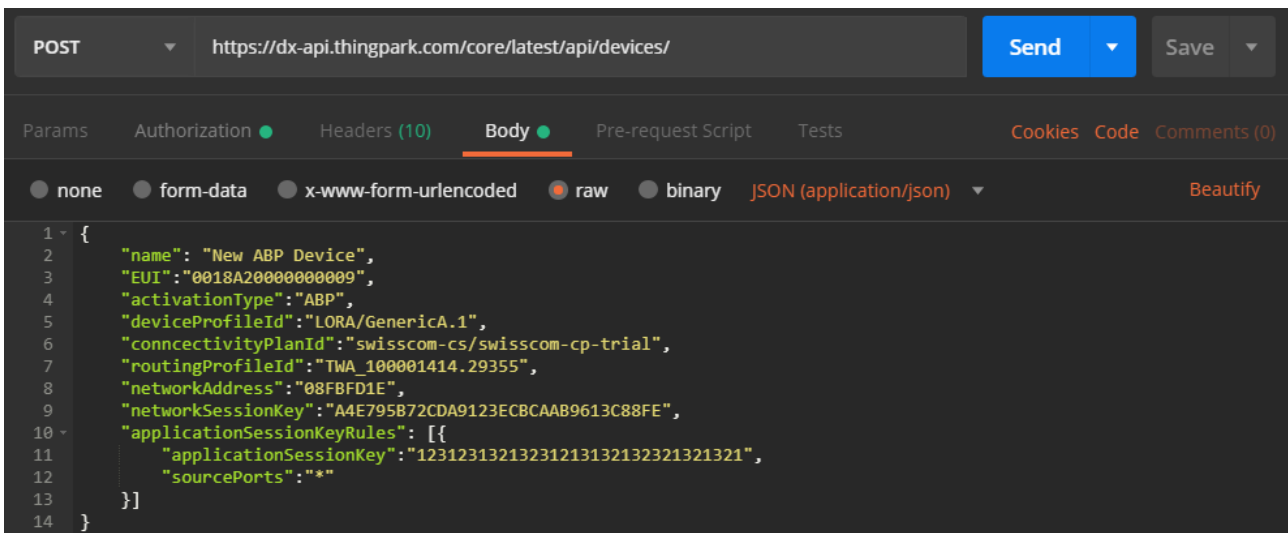 POST https://dx-api.thingpark.com/core/latest/api/devices/ Send Save
Params Authorization Headers (10) Body Pre-request Script Tests Cookies Code Comments (0)
none form-data x-www-form-urlencoded raw binary JSON (application/json) Beautify
1 {
2 "name": "New ABP Device",
3 "EUI":"0018A20000000009",
4 "activationType":"ABP",
5 "deviceProfileId":"LORA/GenericA.1",
6 "conncectivityPlanId":"swisscom-cs/swisscom-cp-trial",
7 "routingProfileId":"TWA_100001414.29355",
8 "networkAddress":"08FBFD1E",
9 "networkSessionKey":"A4E795B72CDA9123ECBCAAB9613C88FE",
10 "applicationSessionKeyRules": [{
11 "applicationSessionKey":"12312313213231213132132321321321",
12 "sourcePorts":"*"
13 }]
14 }